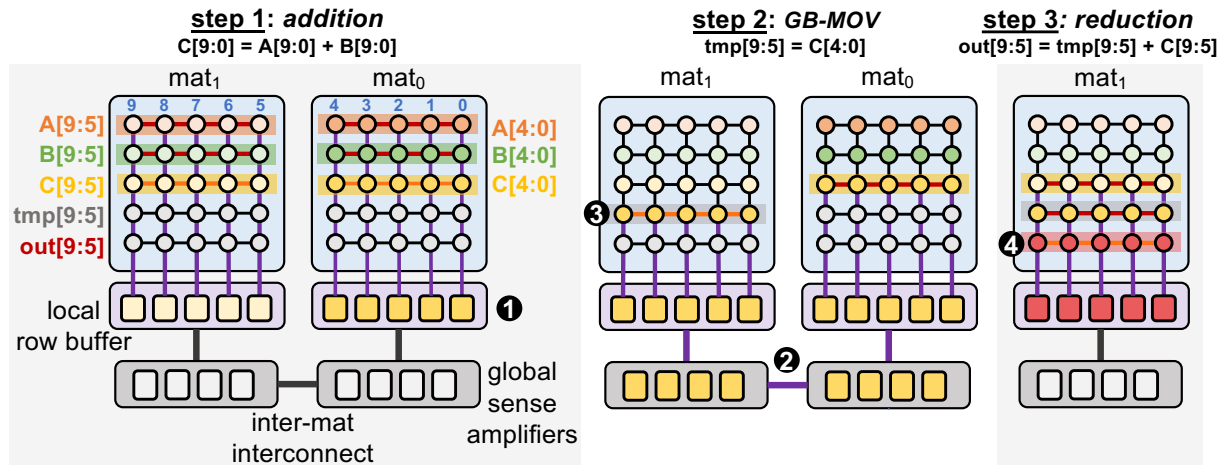 step 1: addition
C[9:0] = A[9:0] + B[9:0]
mat1
mat0
9 8 7 6 5
4 3 2 1 0
A[9:5]
A[4:0]
B[9:5]
B[4:0]
C[9:5]
C[4:0]
tmp[9:5]
out[9:5]
local
row buffer
1
global
sense
amplifiers
inter-mat
interconnect
step 2: GB-MOV
tmp[9:5] = C[4:0]
mat1
mat0
3
2
step 3: reduction
out[9:5] = tmp[9:5] + C[9:5]
mat1
4